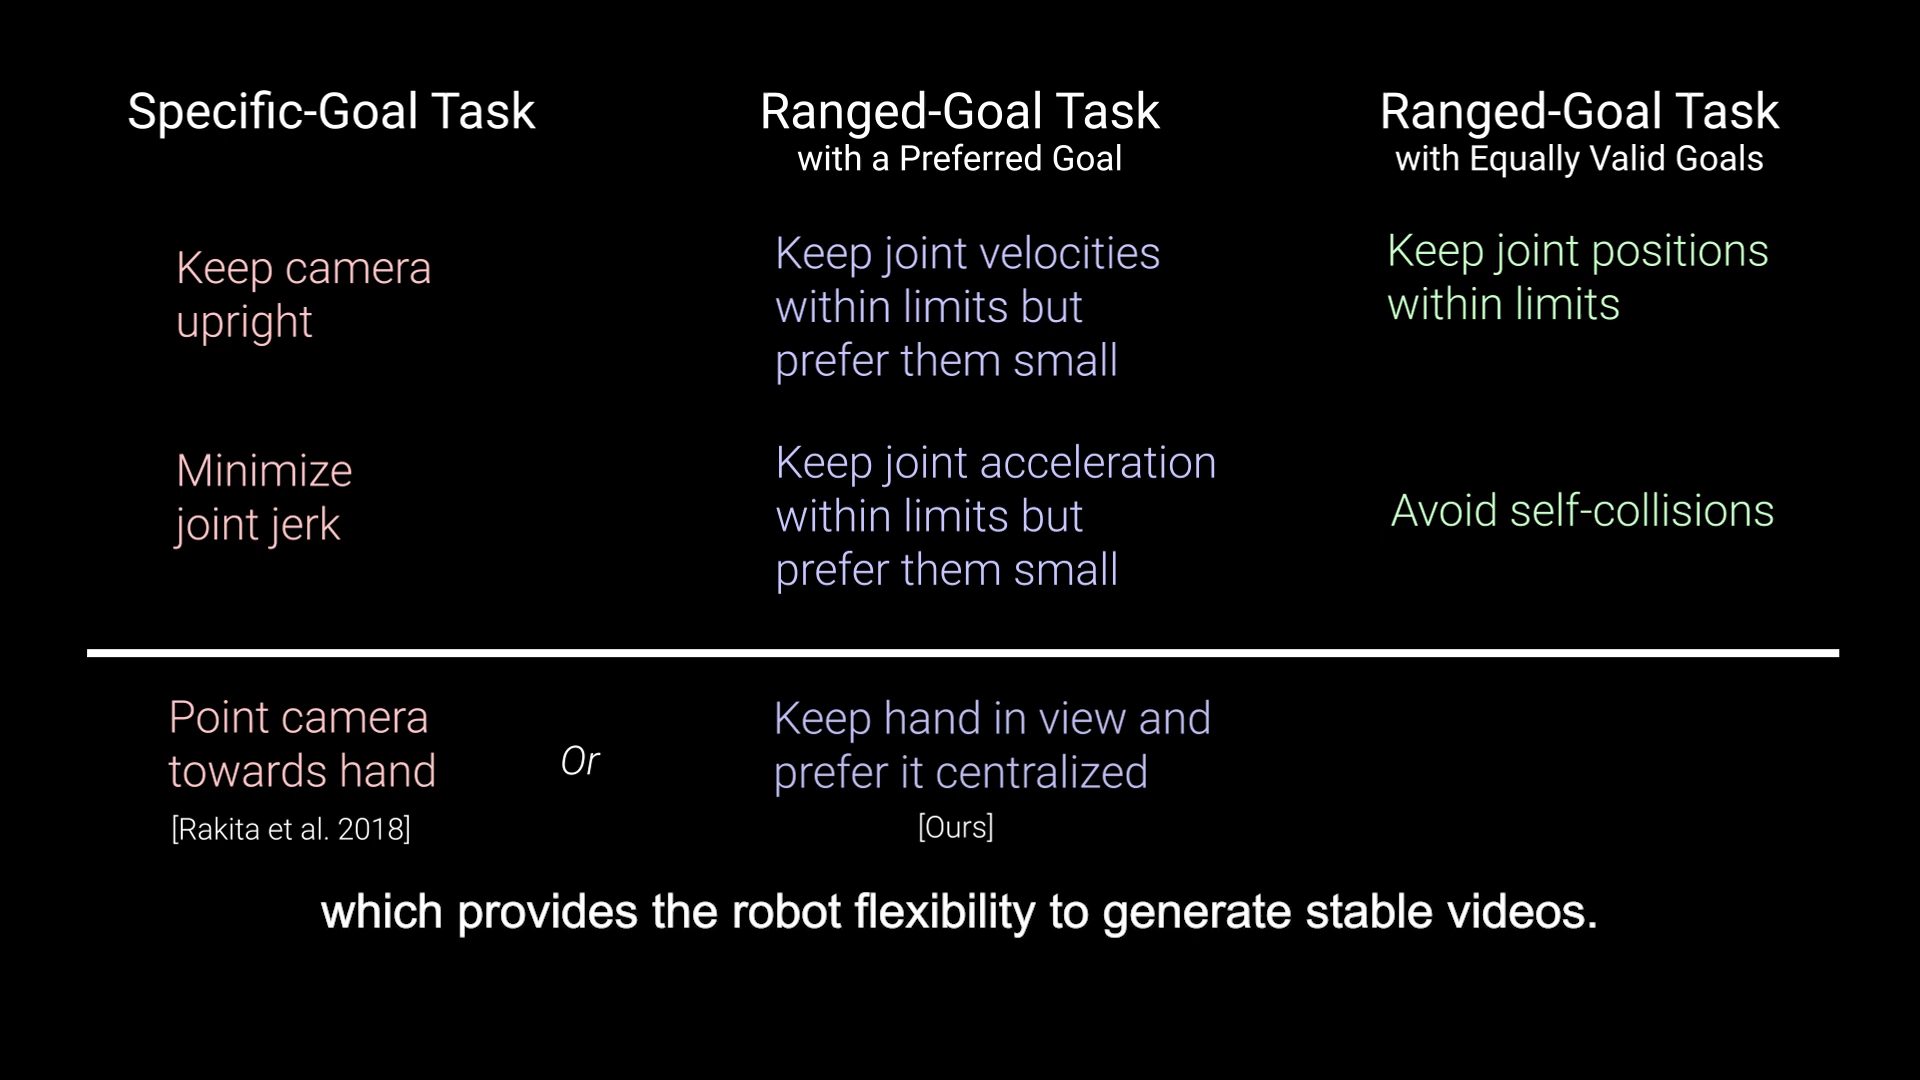 Specific-Goal Task
Ranged-Goal Task
with a Preferred Goal
Ranged-Goal Task
with Equally Valid Goals
Keep camera
upright
Keep joint velocities
within limits but
prefer them small
Keep joint positions
within limits
Minimize
joint jerk
Keep joint acceleration
within limits but
prefer them small
Avoid self-collisions
Point camera
towards hand
[Rakita et al. 2018]
Or
Keep hand in view and
prefer it centralized
[Ours]
which provides the robot flexibility to generate stable videos.